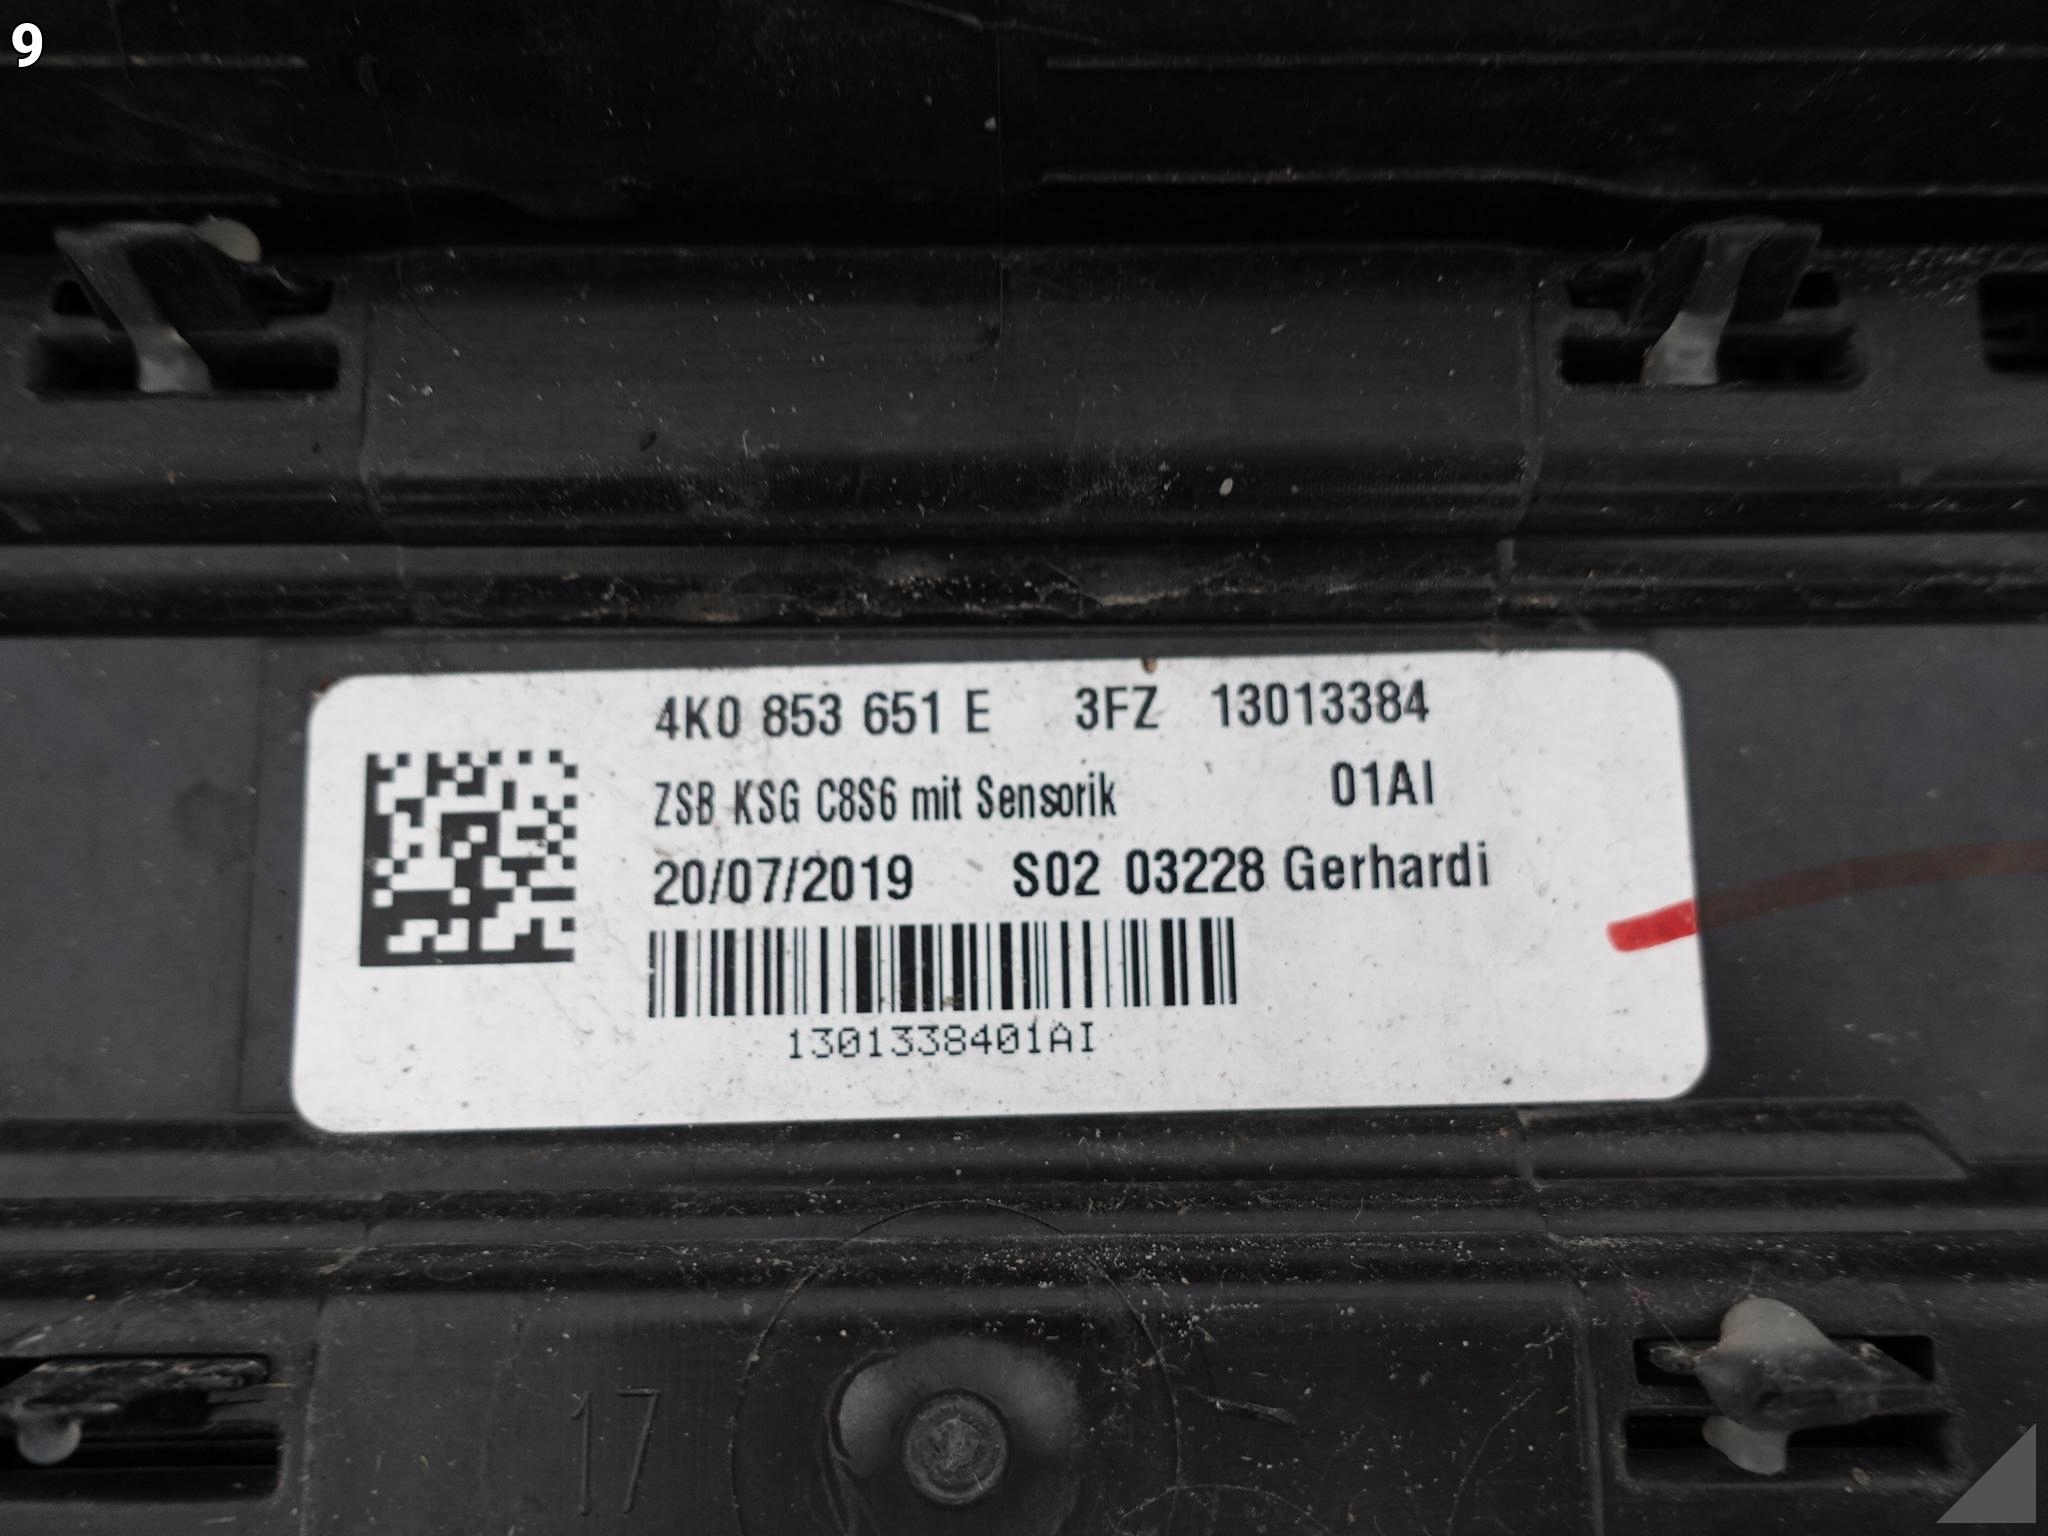 9
4K0 853 651 E 3FZ 13013384
ZSB KSG C8S6 mit Sensorik 01AI
20/07/2019 S02 03228 Gerhardi
1301338401AI
17